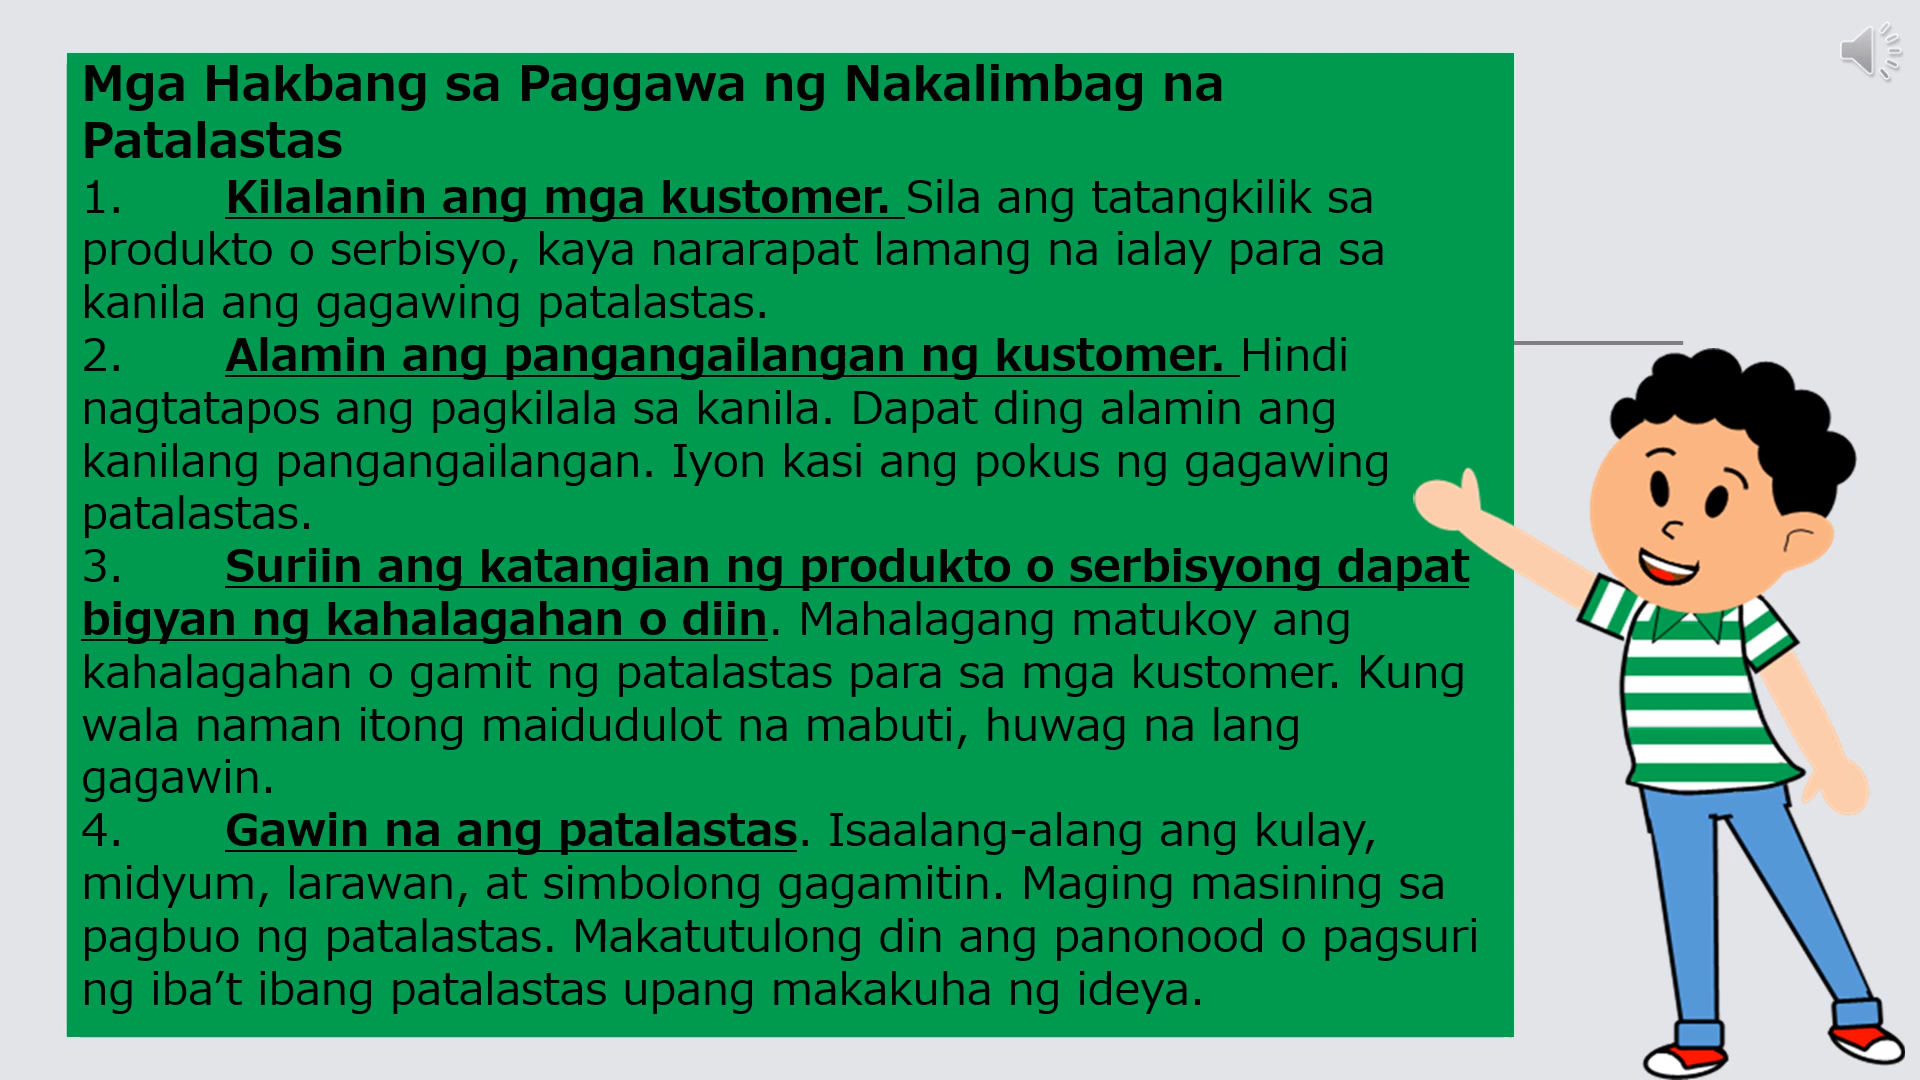 Mga Hakbang sa Paggawa ng Nakalimbag na
Patalastas
1. Kilalanin ang mga kustomer. Sila ang tatangkilik sa
produkto o serbisyo, kaya nararapat lamang na ialay para sa
kanila ang gagawing patalastas.
2. Alamin ang pangangailangan ng kustomer. Hindi
nagtatapos ang pagkilala sa kanila. Dapat ding alamin ang
kanilang pangangailangan. Iyon kasi ang pokus ng gagawing
patalastas.
3. Suriin ang katangian ng produkto o serbisyong dapat
bigyan ng kahalagahan o diin. Mahalagang matukoy ang
kahalagahan o gamit ng patalastas para sa mga kustomer. Kung
wala naman itong maidudulot na mabuti, huwag na lang
gagawin.
4. Gawin na ang patalastas. Isaalang-alang ang kulay,
midyum, larawan, at simbolong gagamitin. Maging masining sa
pagbuo ng patalastas. Makatutulong din ang panonood o pagsuri
ng iba’t ibang patalastas upang makakuha ng ideya.